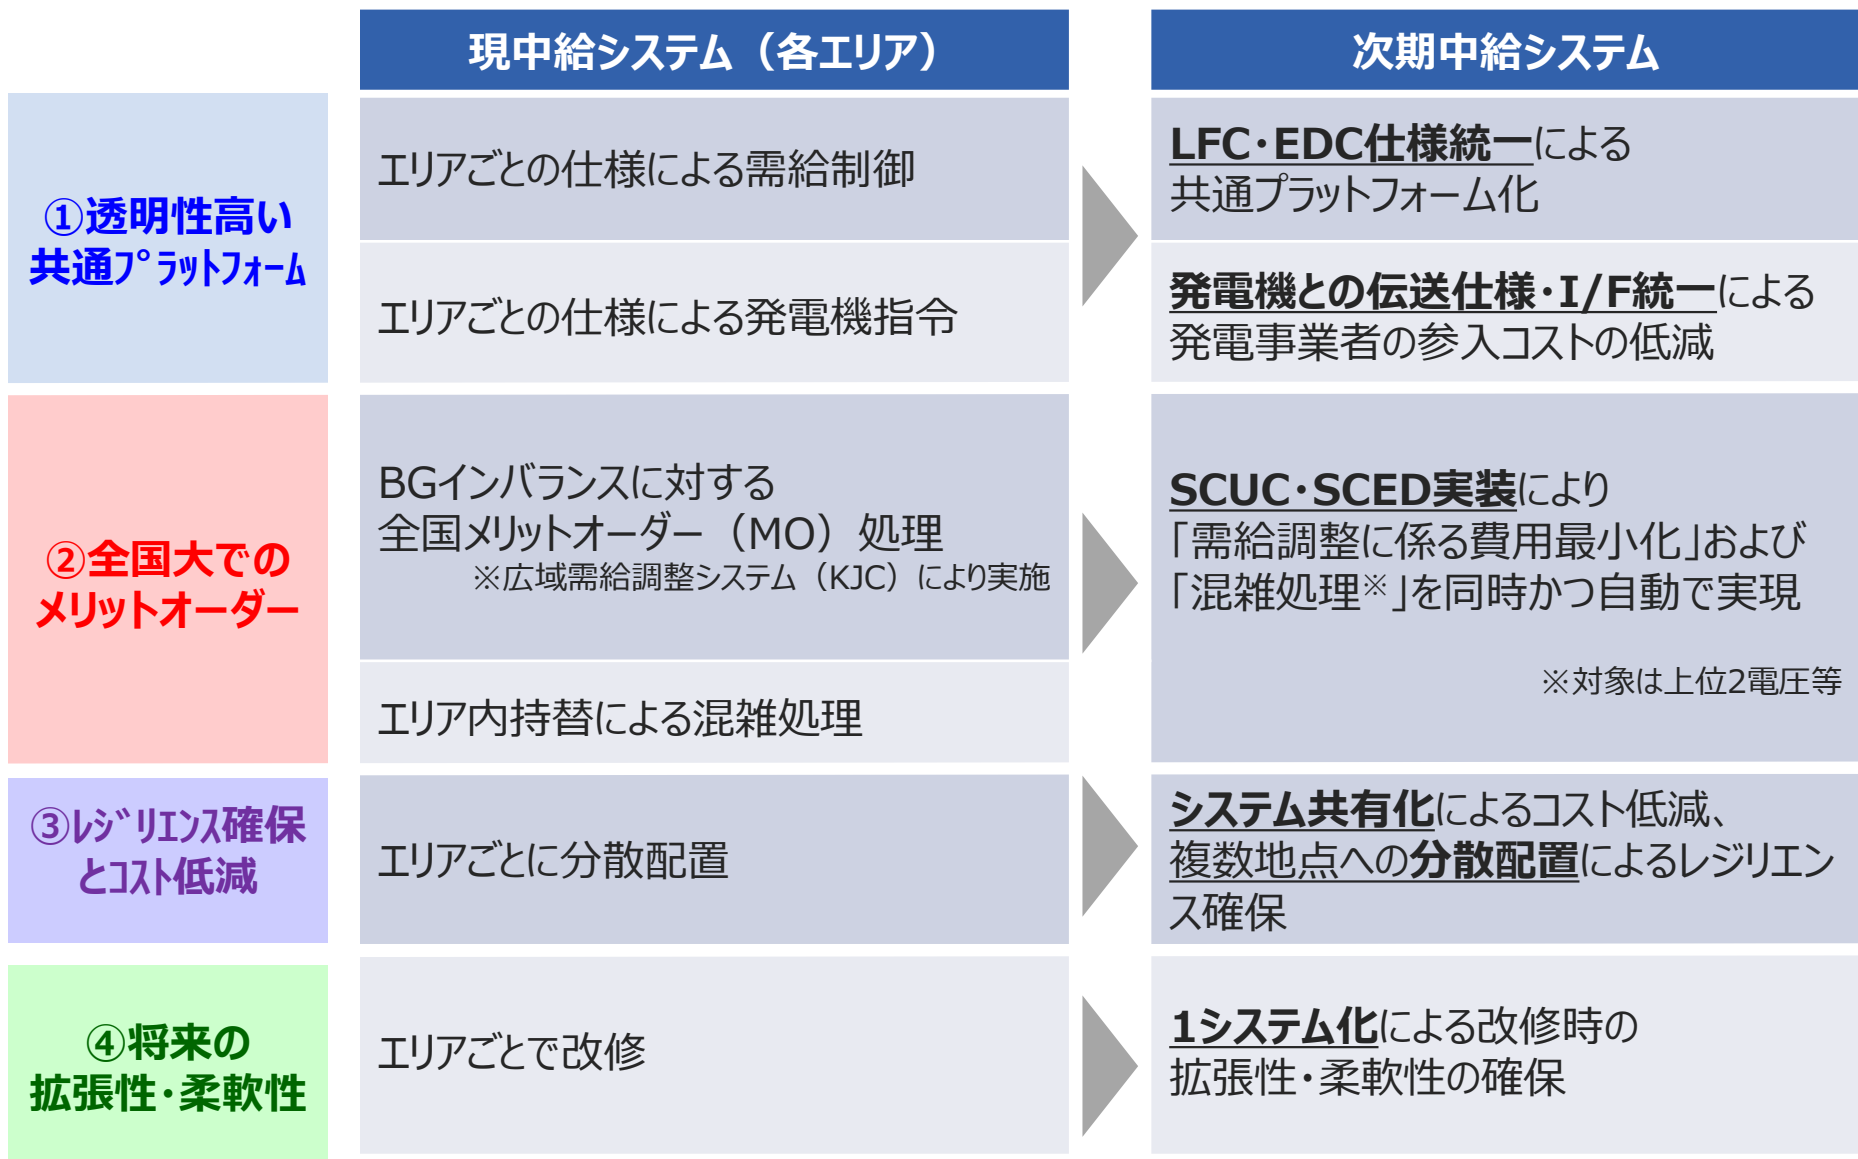 現中給システム（各エリア）
次期中給システム
①透明性高い
共通ﾌﾟﾗｯﾄﾌｫｰﾑ
エリアごとの仕様による需給制御
LFC・EDC仕様統一による
共通プラットフォーム化
エリアごとの仕様による発電機指令
発電機との伝送仕様・I/F統一による
発電事業者の参入コストの低減
②全国大での
メリットオーダー
BGインバランスに対する
全国メリットオーダー（MO）処理
※広域需給調整システム（KJC）により実施
エリア内持替による混雑処理
SCUC・SCED実装により
「需給調整に係る費用最小化」および
「混雑処理※」を同時かつ自動で実現
※対象は上位2電圧等
③ﾚｼﾞﾘｴﾝｽ確保
とｺｽﾄ低減
エリアごとに分散配置
システム共有化によるコスト低減、
複数地点への分散配置によるレジリエン
ス確保
④将来の
拡張性・柔軟性
エリアごとで改修
1システム化による改修時の
拡張性・柔軟性の確保